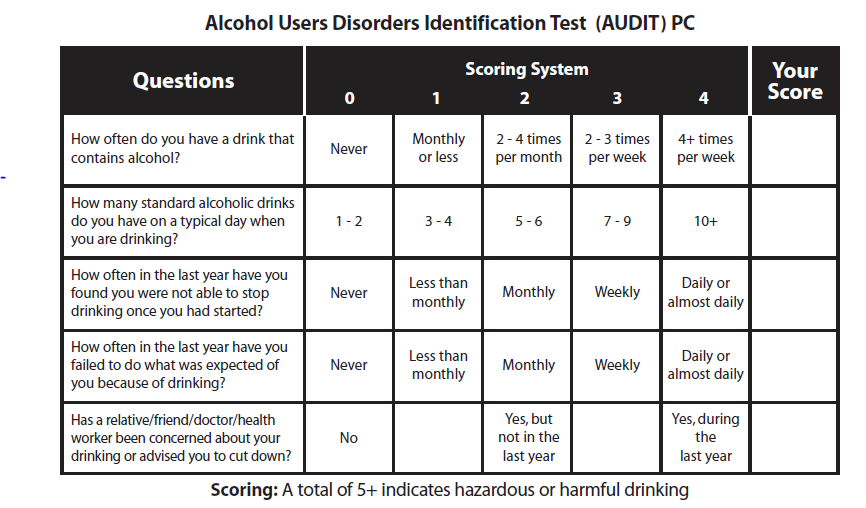 Alcohol Users Disorders Identification Test (AUDIT) PC
Questions
Scoring System
Your
Score
0 1 2 3 4
How often do you have a drink that
contains alcohol?
Never
Monthly
or less
2 - 4 times
per month
2 - 3 times
per week
4+ times
per week
How many standard alcoholic drinks
do you have on a typical day when
you are drinking?
1 - 2
3 - 4
5 - 6
7 - 9
10+
How often in the last year have you
found you were not able to stop
drinking once you had started?
Never
Less than
monthly
Monthly
Weekly
Daily or
almost daily
How often in the last year have you
failed to do what was expected of
you because of drinking?
Never
Less than
monthly
Monthly
Weekly
Daily or
almost daily
Has a relative/friend/doctor/health
worker been concerned about your
drinking or advised you to cut down?
No
Yes, but
not in the
last year
Yes, during
the
last year
Scoring: A total of 5+ indicates hazardous or harmful drinking